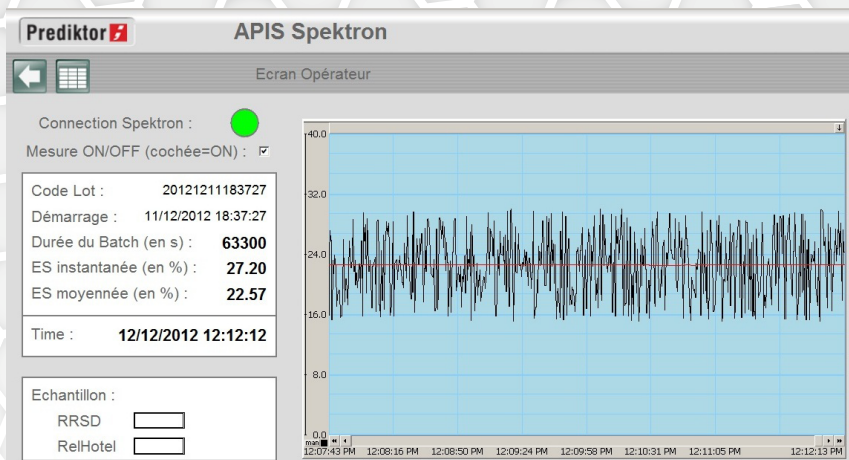 Prediktor
APIS Spektron
Ecran Opérateur
Connection Spektron :
Mesure ON/OFF (cochée=ON) :
Code Lot : 20121211183727
Démarrage : 11/12/2012 18:37:27
Durée du Batch (en s) : 63300
ES instantanée (en %) : 27.20
ES moyennée (en %) : 22.57
Time : 12/12/2012 12:12:12
Echantillon :
RRSD
RelHotel
40.0
32.0
24.0
16.0
8.0
0.0
man
12:07:43 PM 12:08:16 PM 12:08:50 PM 12:09:24 PM 12:09:58 PM 12:10:31 PM 12:11:05 PM 12:12:13 PM